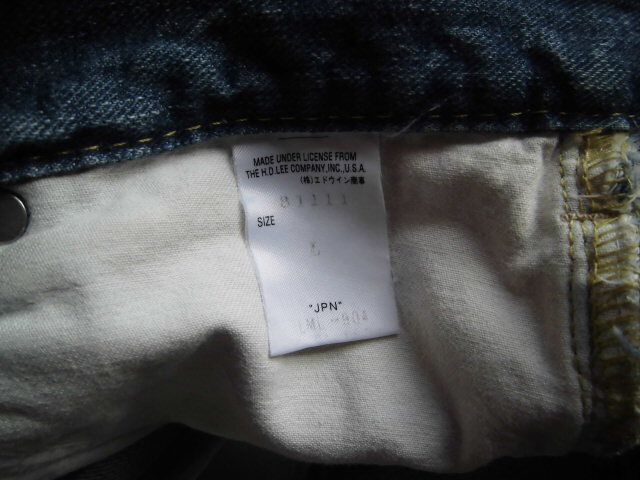 MADE UNDER LICENSE FROM
THE H.D.LEE COMPANY,INC.,U.S.A.
(株)エドウイン商事
SIZE
L
"JPN"